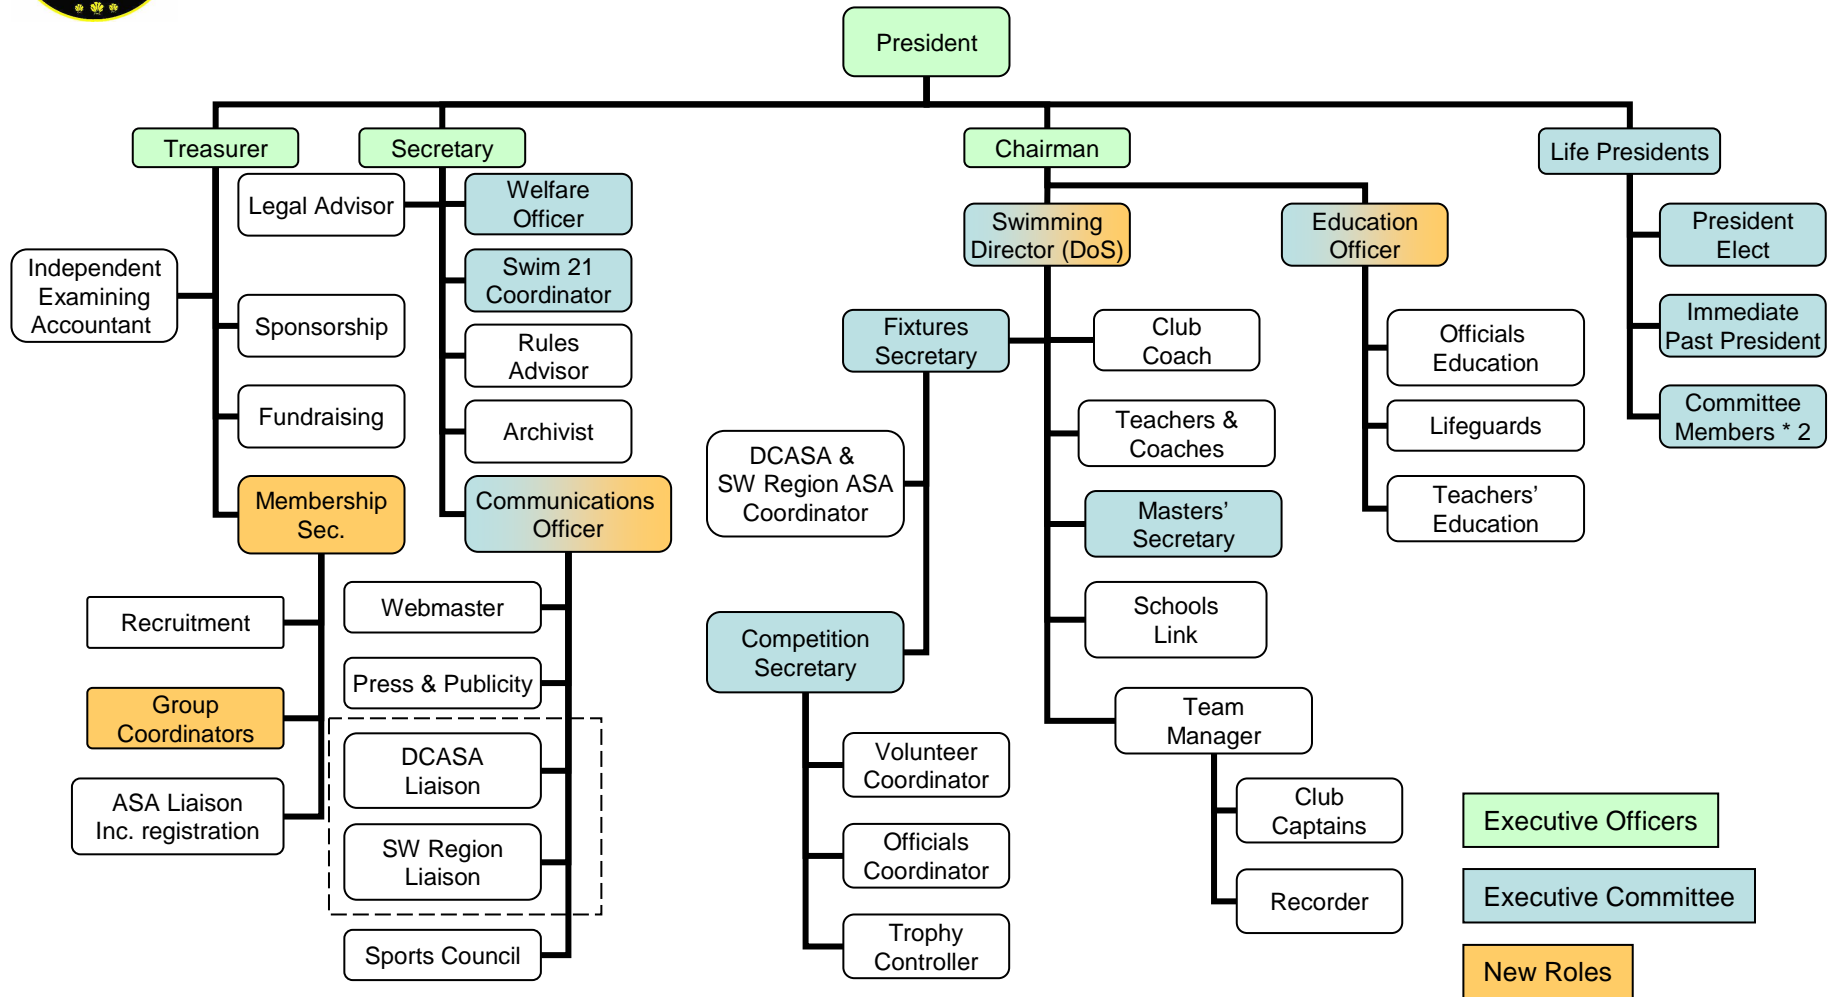 President
Treasurer
Secretary
Chairman
Life Presidents
Legal Advisor
Welfare
Officer
Swimming
Director (DoS)
Education
Officer
President
Elect
Independent
Examining
Accountant
Swim 21
Coordinator
Sponsorship
Rules
Advisor
Fixtures
Secretary
Club
Coach
Officials
Education
Immediate
Past President
Fundraising
Archivist
Teachers &
Coaches
Lifeguards
Committee
Members * 2
DCASA &
SW Region ASA
Coordinator
Membership
Sec.
Communications
Officer
Masters’
Secretary
Teachers’
Education
Recruitment
Webmaster
Competition
Secretary
Schools
Link
Group
Coordinators
Press & Publicity
Team
Manager
DCASA
Liaison
Volunteer
Coordinator
ASA Liaison
Inc. registration
Club
Captains
SW Region
Liaison
Officials
Coordinator
Recorder
Sports Council
Trophy
Controller
Executive Officers
Executive Committee
New Roles